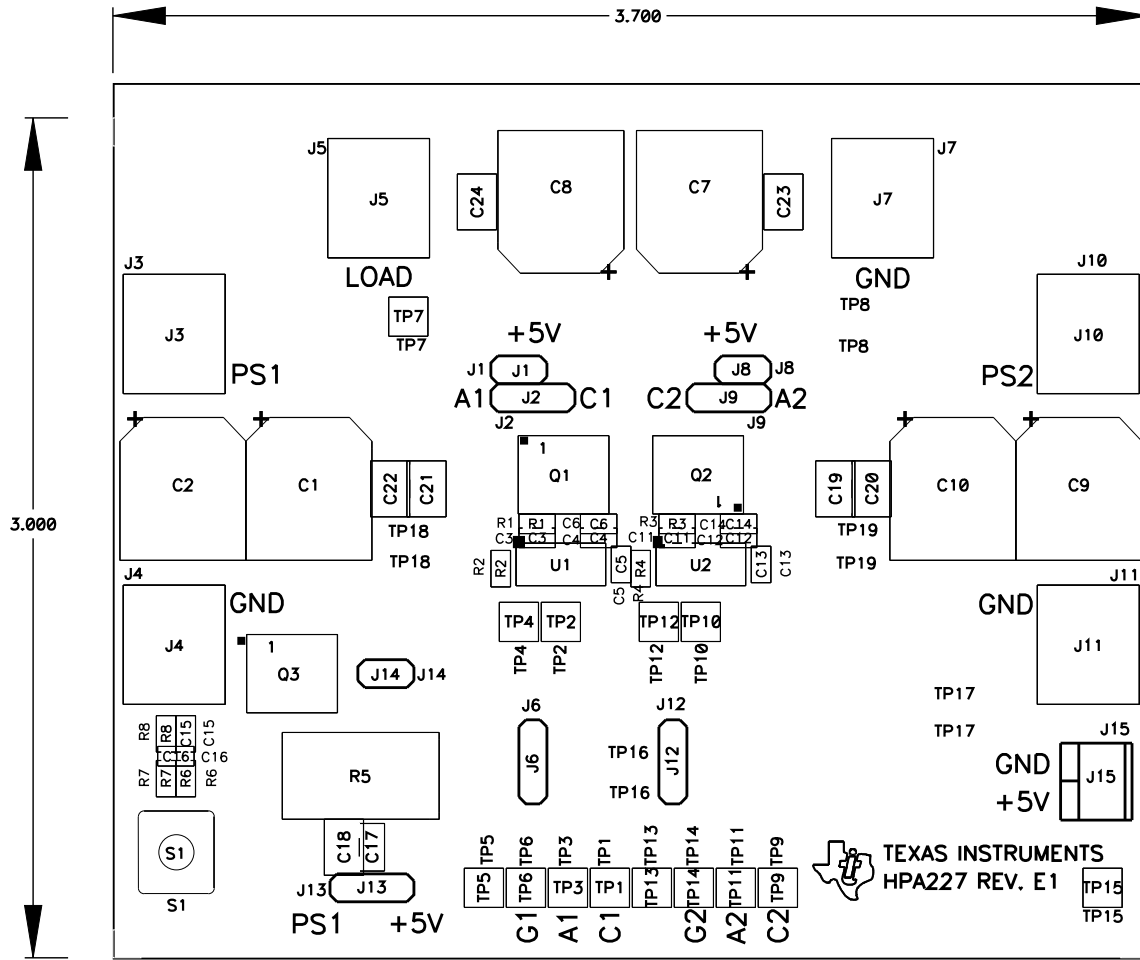 3.700
3.000
J5
J5
LOAD
C24
C8
C7
C23
J7
J7
GND
J3
J3
PS1
TP7
TP7
TP8
TP8
J10
J10
PS2
+5V
+5V
J1
J1
J8
J8
A1
J2
C1
C2
J9
A2
J2
J9
+
+
+
+
+
+
C2
C1
C22
C21
TP18
TP18
1
Q1
Q2
1
C19
C20
TP19
TP19
C10
C9
R1
R1
C6
C6
R3
R3
C14
C14
C3
C3
C4
C4
C11
C11
C12
C12
R2
R2
U1
C5
C5
R4
R4
U2
C13
C13
J4
J4
GND
TP4
TP2
TP12
TP10
TP4
TP2
TP12
TP10
GND
J11
J11
1
Q3
J14
J14
R8
R8
C15
C15
C16
C16
R7
R7
R6
R6
R5
J6
J6
J12
J12
TP16
TP16
TP17
TP17
J15
GND
J15
+5V
S1
S1
C18
C17
J13
J13
PS1
+5V
TP5
TP6
TP3
TP1
TP13
TP14
TP11
TP9
TP5
TP6
TP3
TP1
TP13
TP14
TP11
TP9
G1
A1
C1
G2
A2
C2
TEXAS INSTRUMENTS
HPA227 REV. E1
TP15
TP15